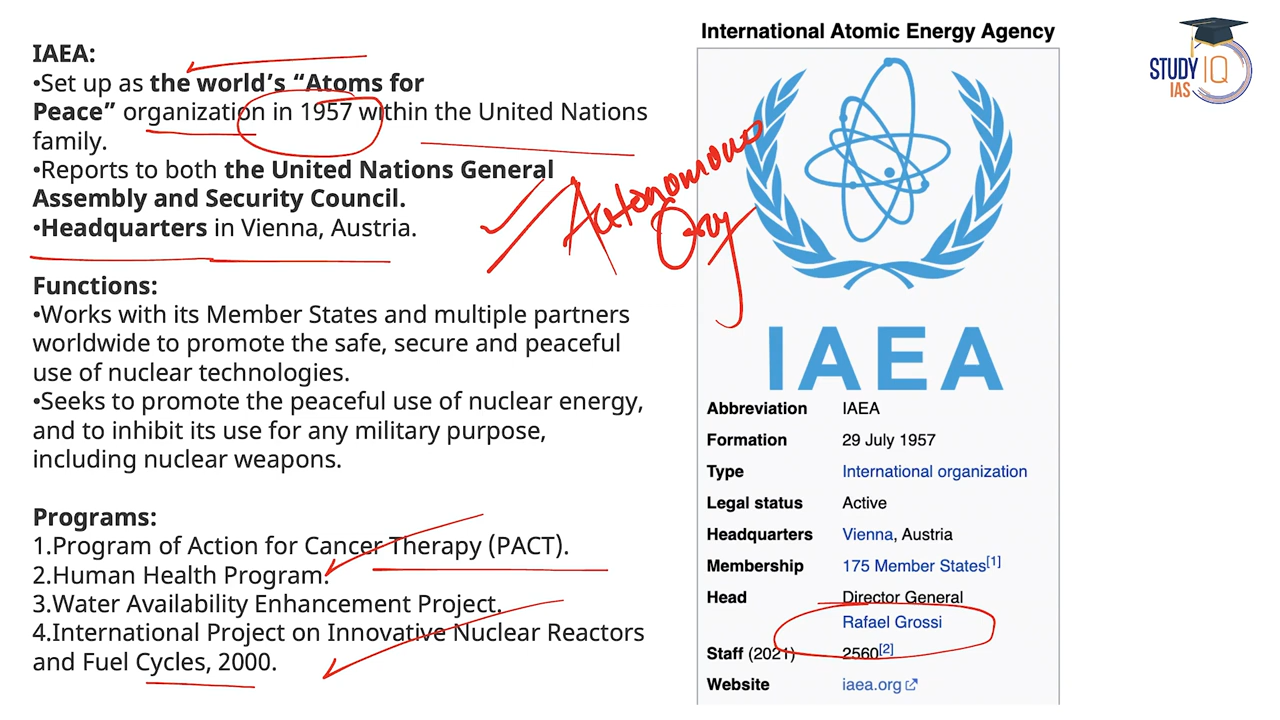 IAEA:
•Set up as the world's “Atoms for
Peace” organization in 1957 within the United Nations
family.
•Reports to both the United Nations General
Assembly and Security Council.
•Headquarters in Vienna, Austria.
Functions:
•Works with its Member States and multiple partners
worldwide to promote the safe, secure and peaceful
use of nuclear technologies.
•Seeks to promote the peaceful use of nuclear energy,
and to inhibit its use for any military purpose,
including nuclear weapons.
Programs:
1.Program of Action for Cancer Therapy (PACT).
2.Human Health Program.
3.Water Availability Enhancement Project.
4.International Project on Innovative Nuclear Reactors
and Fuel Cycles, 2000.
Autonomous
Org
International Atomic Energy Agency
IAEA
Abbreviation IAEA
Formation 29 July 1957
Type International organization
Legal status Active
Headquarters Vienna, Austria
Membership 175 Member States[1]
Head Director General
Rafael Grossi
Staff (2021) 2560[2]
Website iaea.org
STUDY IQ
IAS